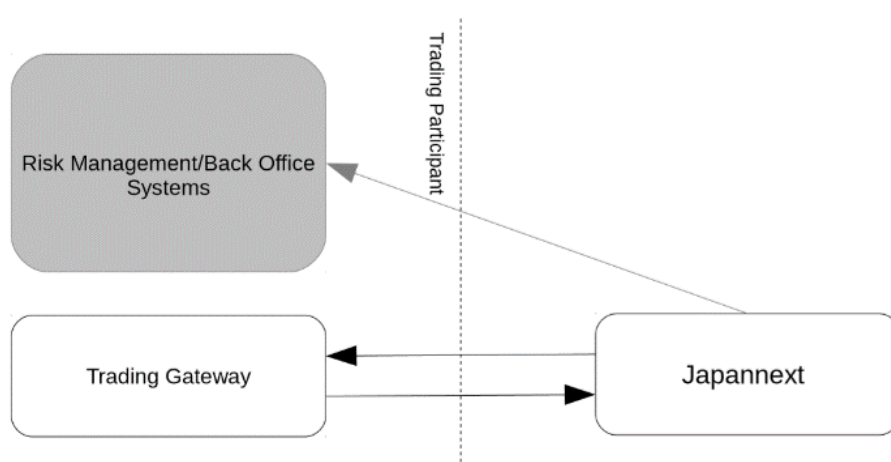 Trading Participant
Risk Management/Back Office
Systems
Trading Gateway
Japannext